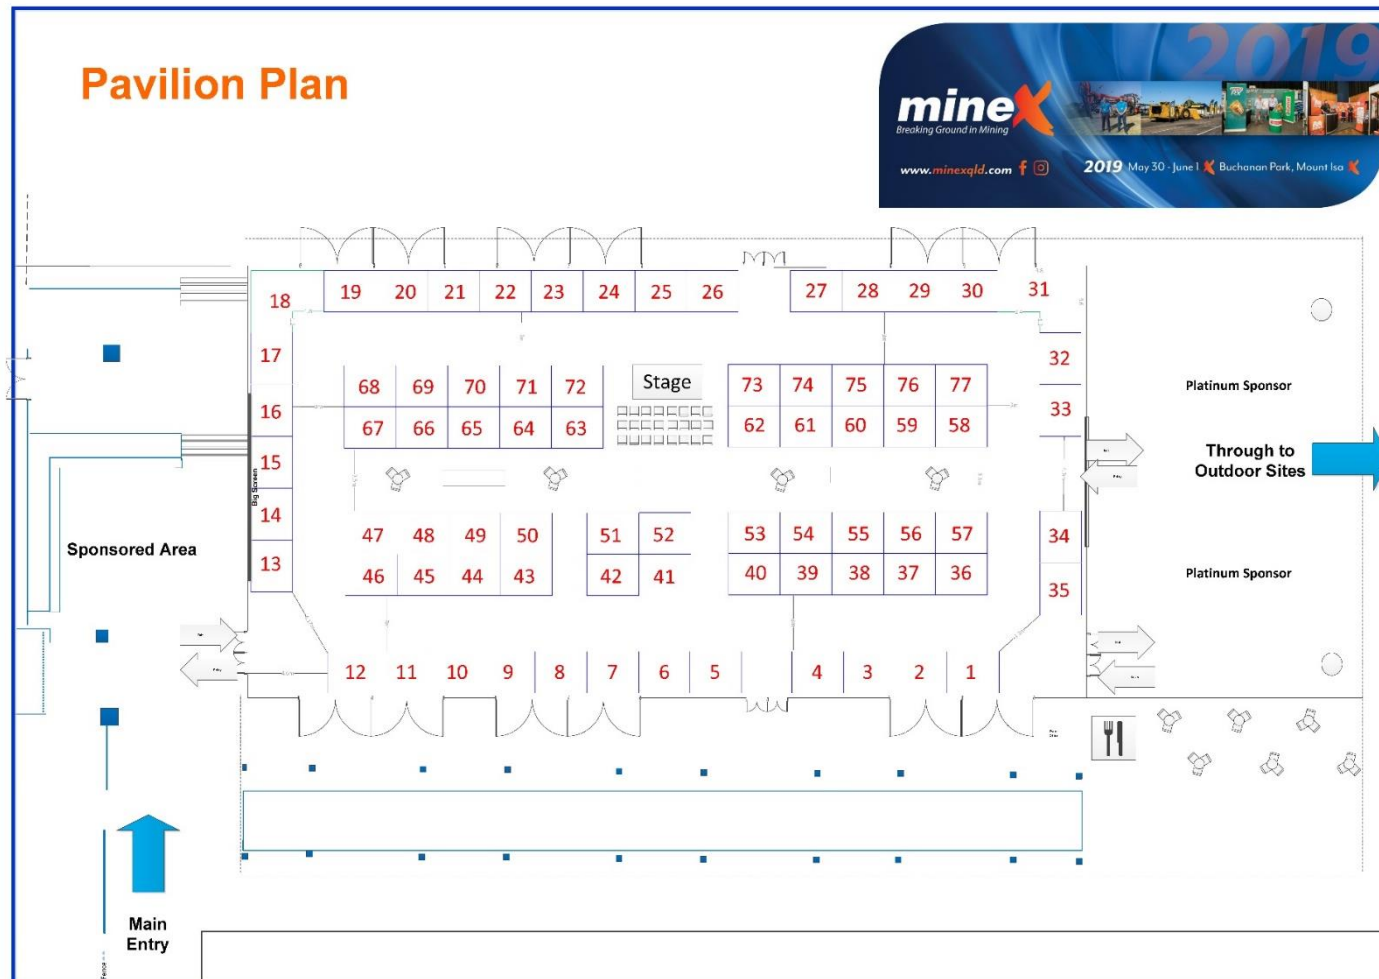 Pavilion Plan
2019
mineX
Breaking Ground in Mining
www.minexqld.com
2019 May 30 - June 1 X Buchanan Park, Mount Isa X
18 19 20 21 22 23 24 25 26 27 28 29 30 31
17 32
68 69 70 71 72 Stage 73 74 75 76 77
Platinum Sponsor
16 33
67 66 65 64 63 62 61 60 59 58
15
Big Screen
Through to
Outdoor Sites
14
47 48 49 50 51 52 53 54 55 56 57 34
Sponsored Area
13
46 45 44 43 42 41 40 39 38 37 36
Platinum Sponsor
35
12 11 10 9 8 7 6 5 4 3 2 1
Main
Entry
Fence